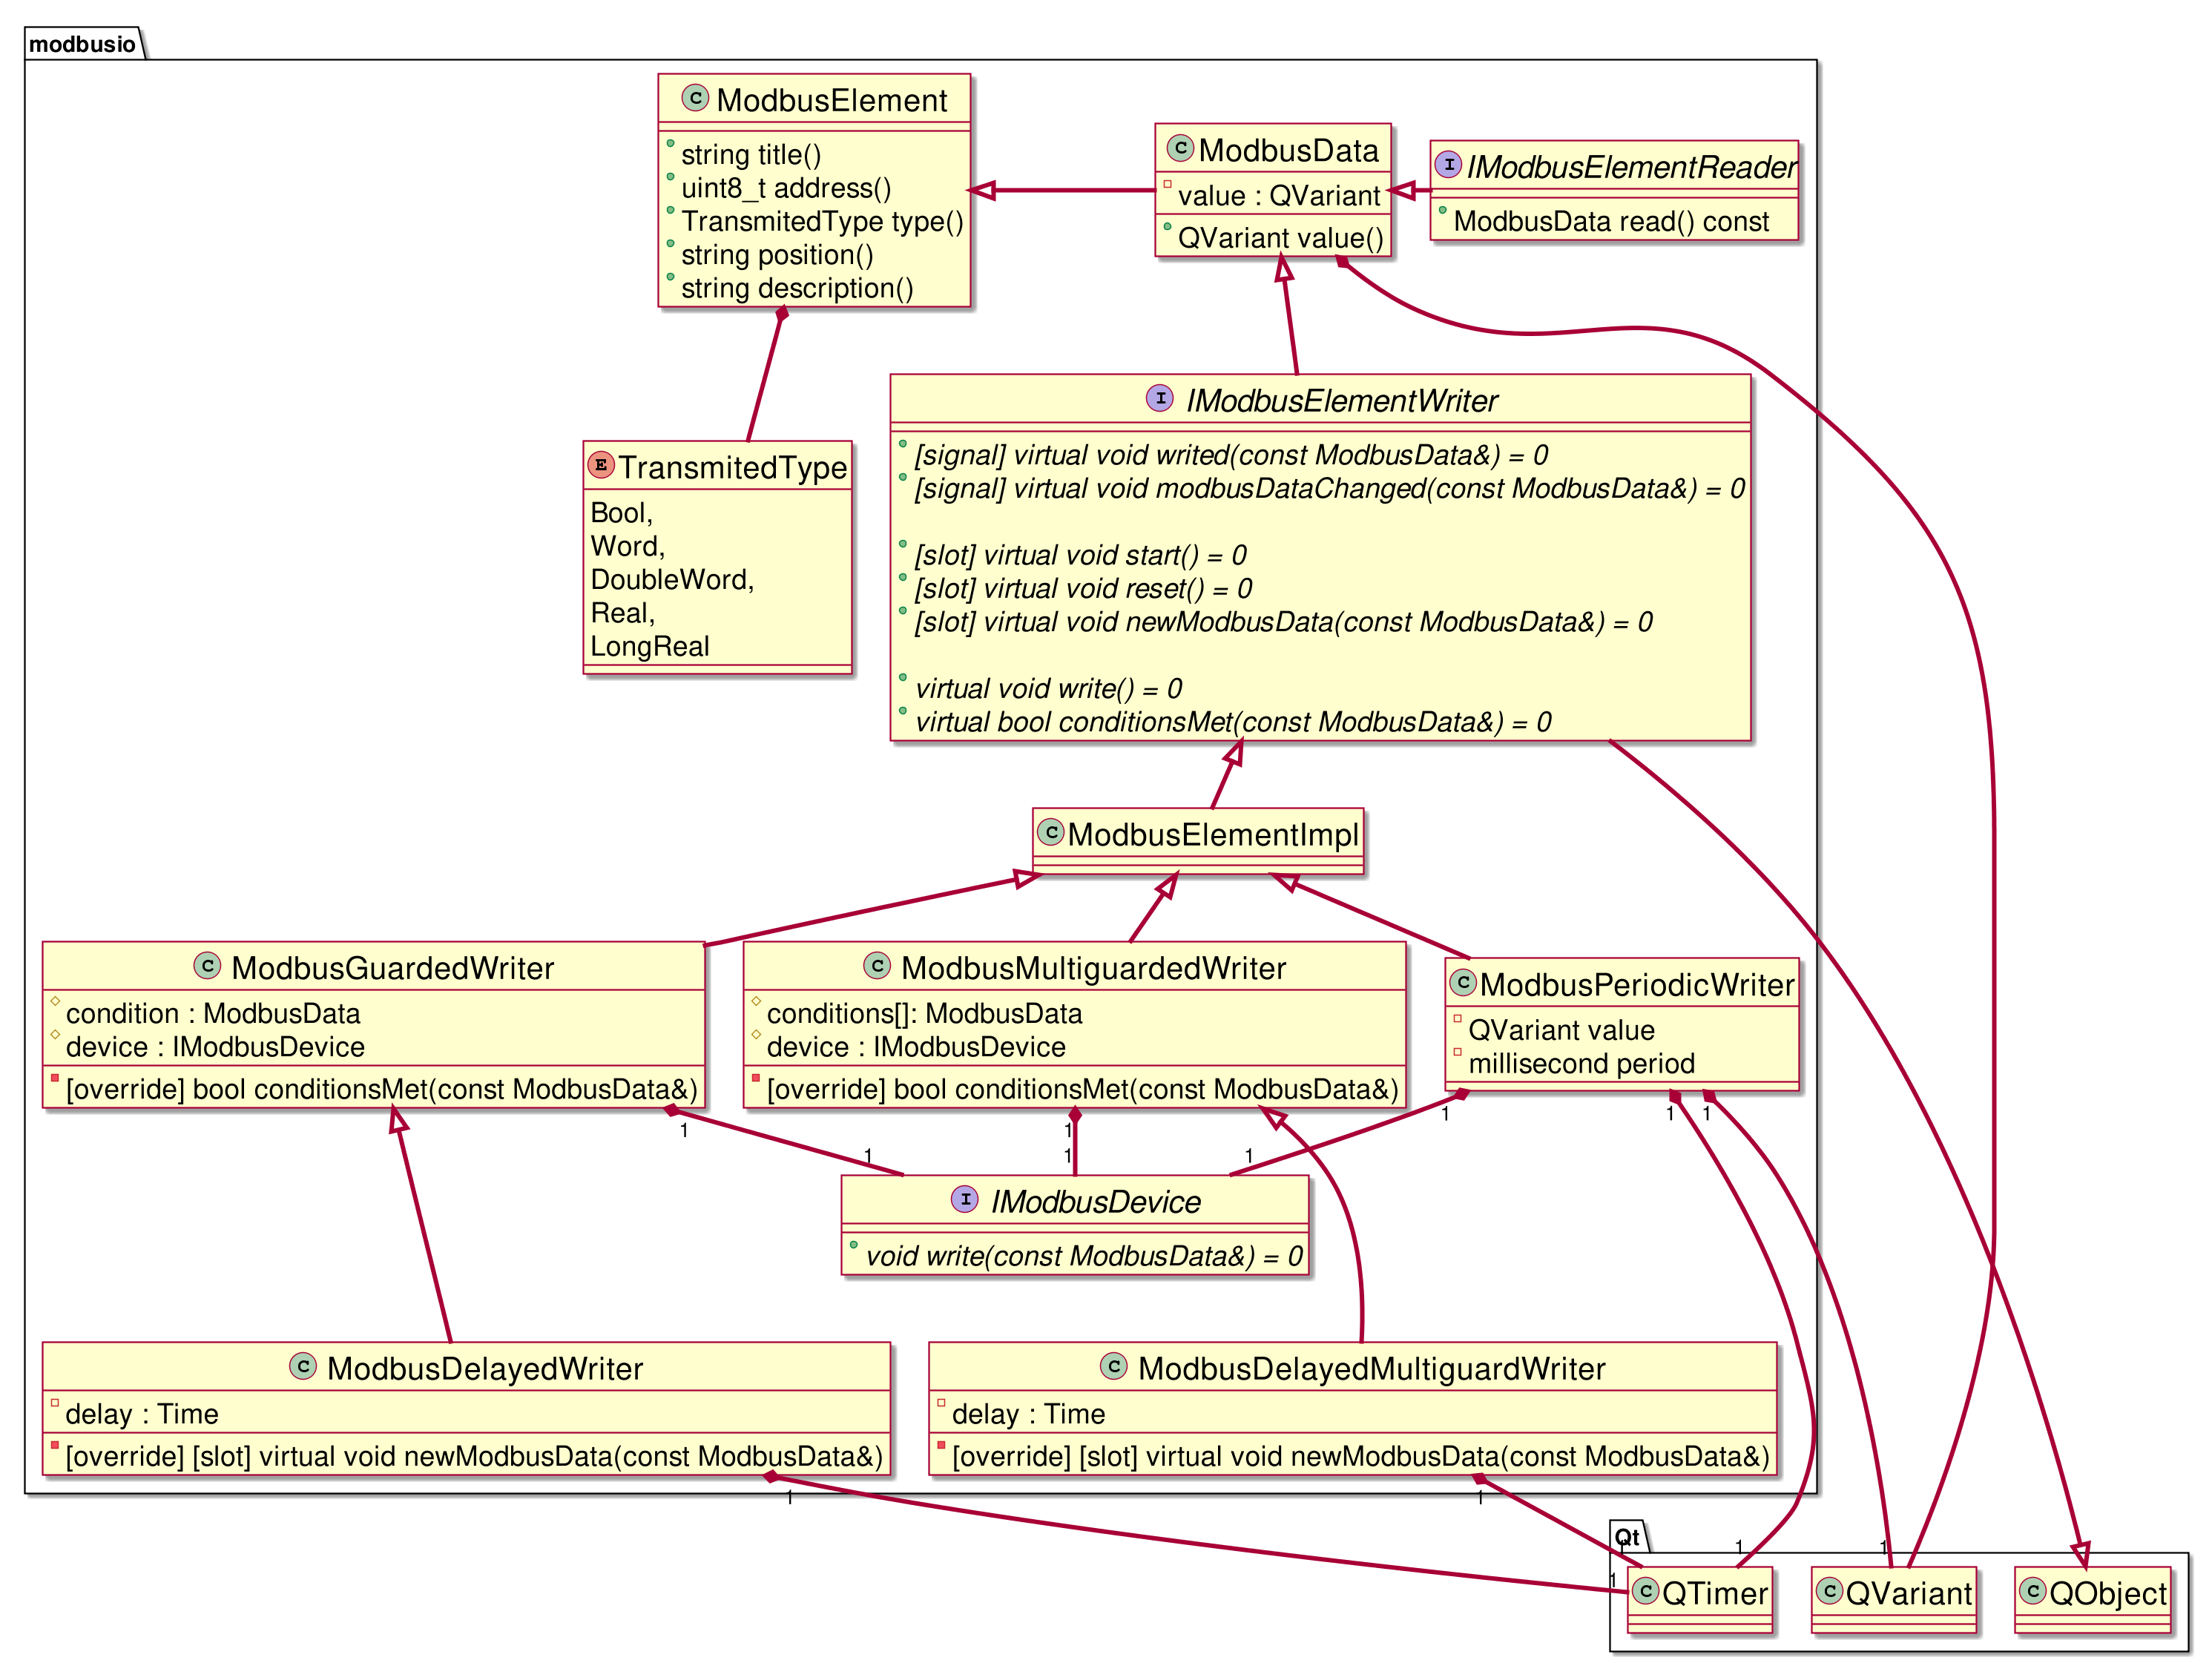 modbusio
C ModbusElement
string title()
uint8_t address()
TransmitedType type()
string position()
string description()
C ModbusData
value : QVariant
QVariant value()
I IModbusElementReader
ModbusData read() const
I IModbusElementWriter
[signal] virtual void writed(const ModbusData&) = 0
[signal] virtual void modbusDataChanged(const ModbusData&) = 0
[slot] virtual void start() = 0
[slot] virtual void reset() = 0
[slot] virtual void newModbusData(const ModbusData&) = 0
virtual void write() = 0
virtual bool conditionsMet(const ModbusData&) = 0
E TransmitedType
Bool,
Word,
DoubleWord,
Real,
LongReal
C ModbusElementImpl
C ModbusGuardedWriter
condition : ModbusData
device : IModbusDevice
[override] bool conditionsMet(const ModbusData&)
C ModbusMultiguardedWriter
conditions[]: ModbusData
device : IModbusDevice
[override] bool conditionsMet(const ModbusData&)
C ModbusPeriodicWriter
QVariant value
millisecond period
1
1
1
1
1
1
1
1
I IModbusDevice
void write(const ModbusData&) = 0
C ModbusDelayedWriter
delay : Time
[override] [slot] virtual void newModbusData(const ModbusData&)
C ModbusDelayedMultiguardWriter
delay : Time
[override] [slot] virtual void newModbusData(const ModbusData&)
1
1
Qt
1
1
1
1
C QTimer
C QVariant
C QObject